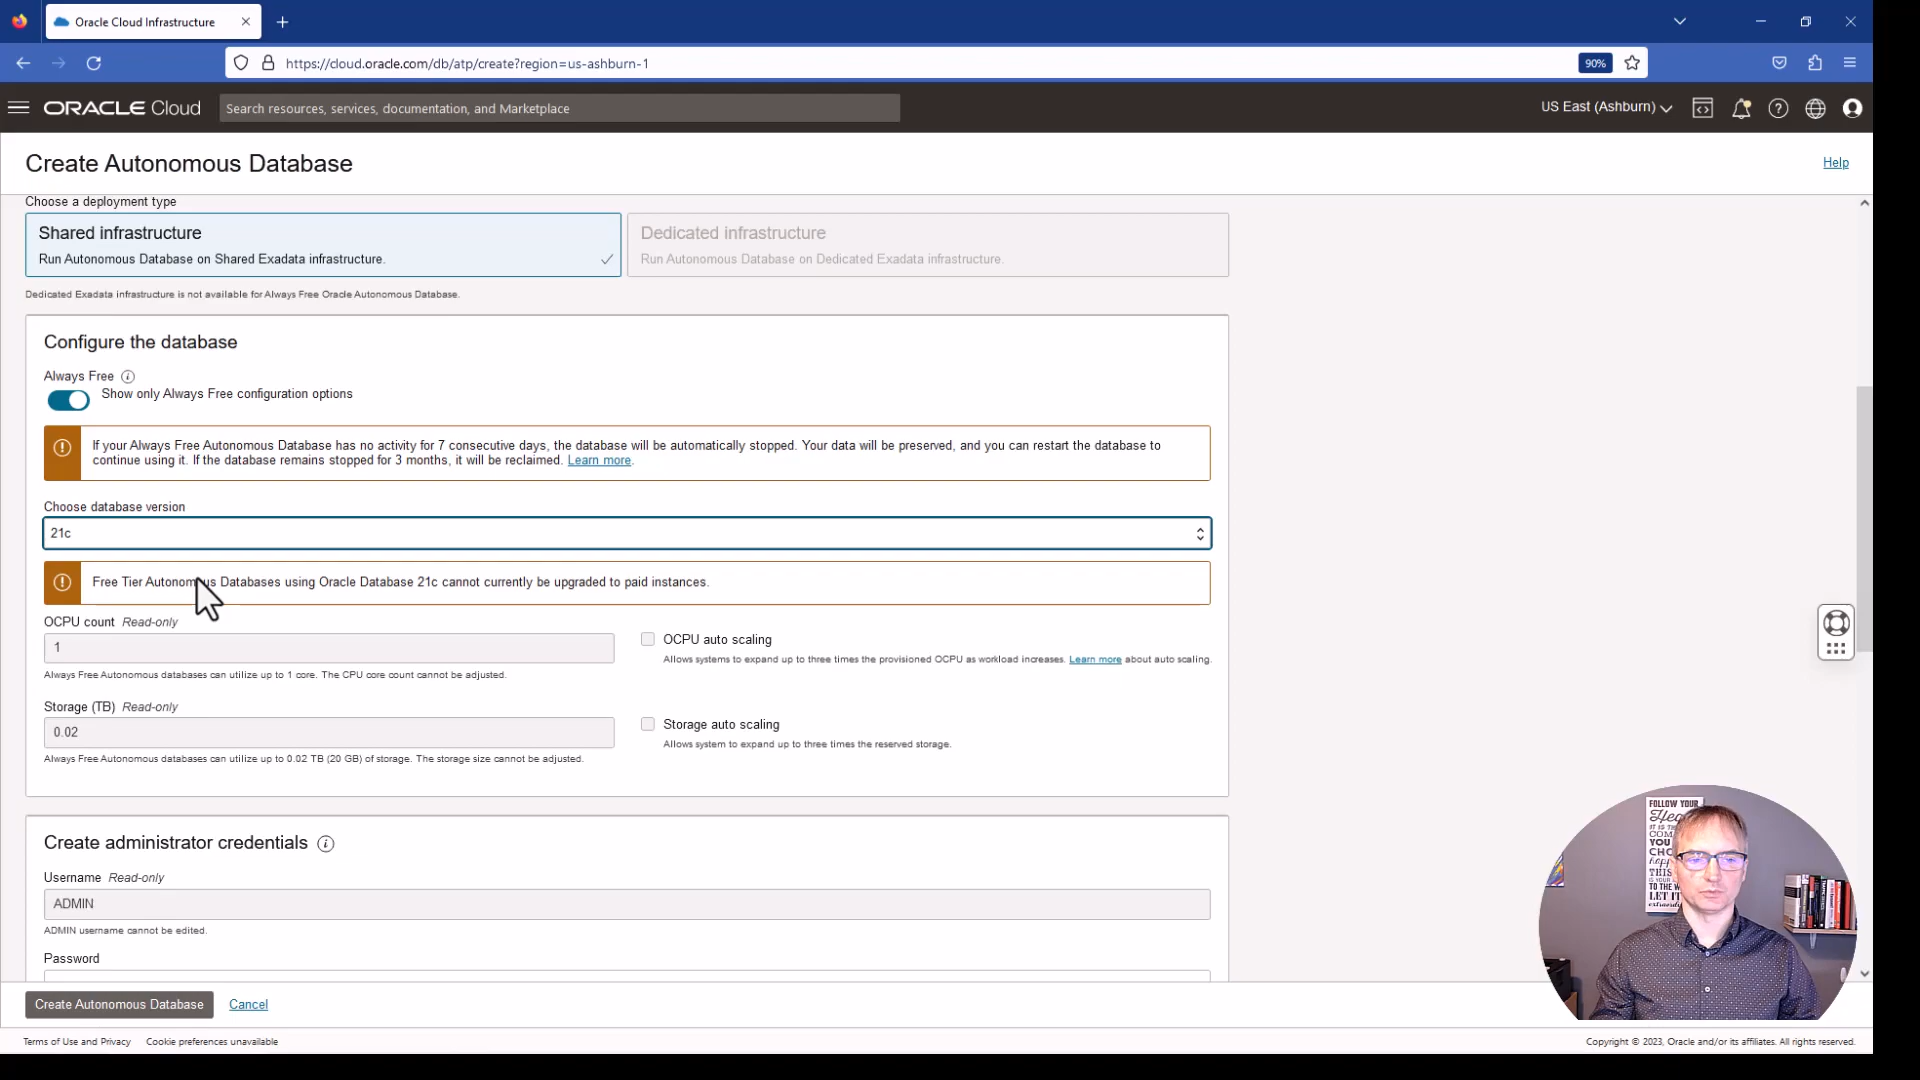 Oracle Cloud Infrastructure
https://cloud.oracle.com/db/atp/create?region=us-ashburn-1
90%
ORACLE Cloud
Search resources, services, documentation, and Marketplace
US East (Ashburn)
Create Autonomous Database
Help
Choose a deployment type
Shared infrastructure
Run Autonomous Database on Shared Exadata infrastructure.
Dedicated infrastructure
Run Autonomous Database on Dedicated Exadata infrastructure.
Dedicated Exadata infrastructure is not available for Always Free Oracle Autonomous Database.
Configure the database
Always Free
Show only Always Free configuration options
If your Always Free Autonomous Database has no activity for 7 consecutive days, the database will be automatically stopped. Your data will be preserved, and you can restart the database to
continue using it. If the database remains stopped for 3 months, it will be reclaimed. Learn more.
Choose database version
21c
Free Tier Autonomous Databases using Oracle Database 21c cannot currently be upgraded to paid instances.
OCPU count Read-only
1
Always Free Autonomous databases can utilize up to 1 core. The CPU core count cannot be adjusted.
OCPU auto scaling
Allows systems to expand up to three times the provisioned OCPU as workload increases. Learn more about auto scaling.
Storage (TB) Read-only
0.02
Always Free Autonomous databases can utilize up to 0.02 TB (20 GB) of storage. The storage size cannot be adjusted.
Storage auto scaling
Allows system to expand up to three times the reserved storage.
Create administrator credentials
Username Read-only
ADMIN
ADMIN username cannot be edited.
Password
Create Autonomous Database
Cancel
Terms of Use and Privacy
Cookie preferences unavailable
Copyright © 2023, Oracle and/or its affiliates. All rights reserved.
FOLLOW YOUR